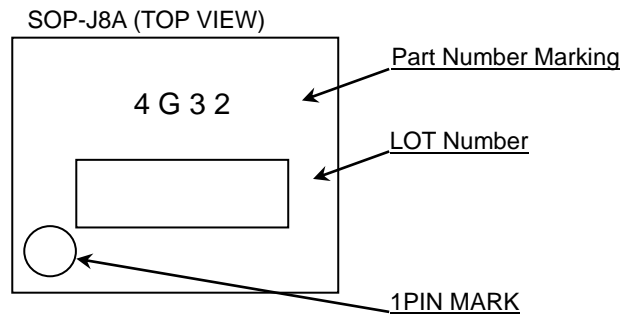 SOP-J8A (TOP VIEW)
Part Number Marking
4 G 3 2
LOT Number
1PIN MARK